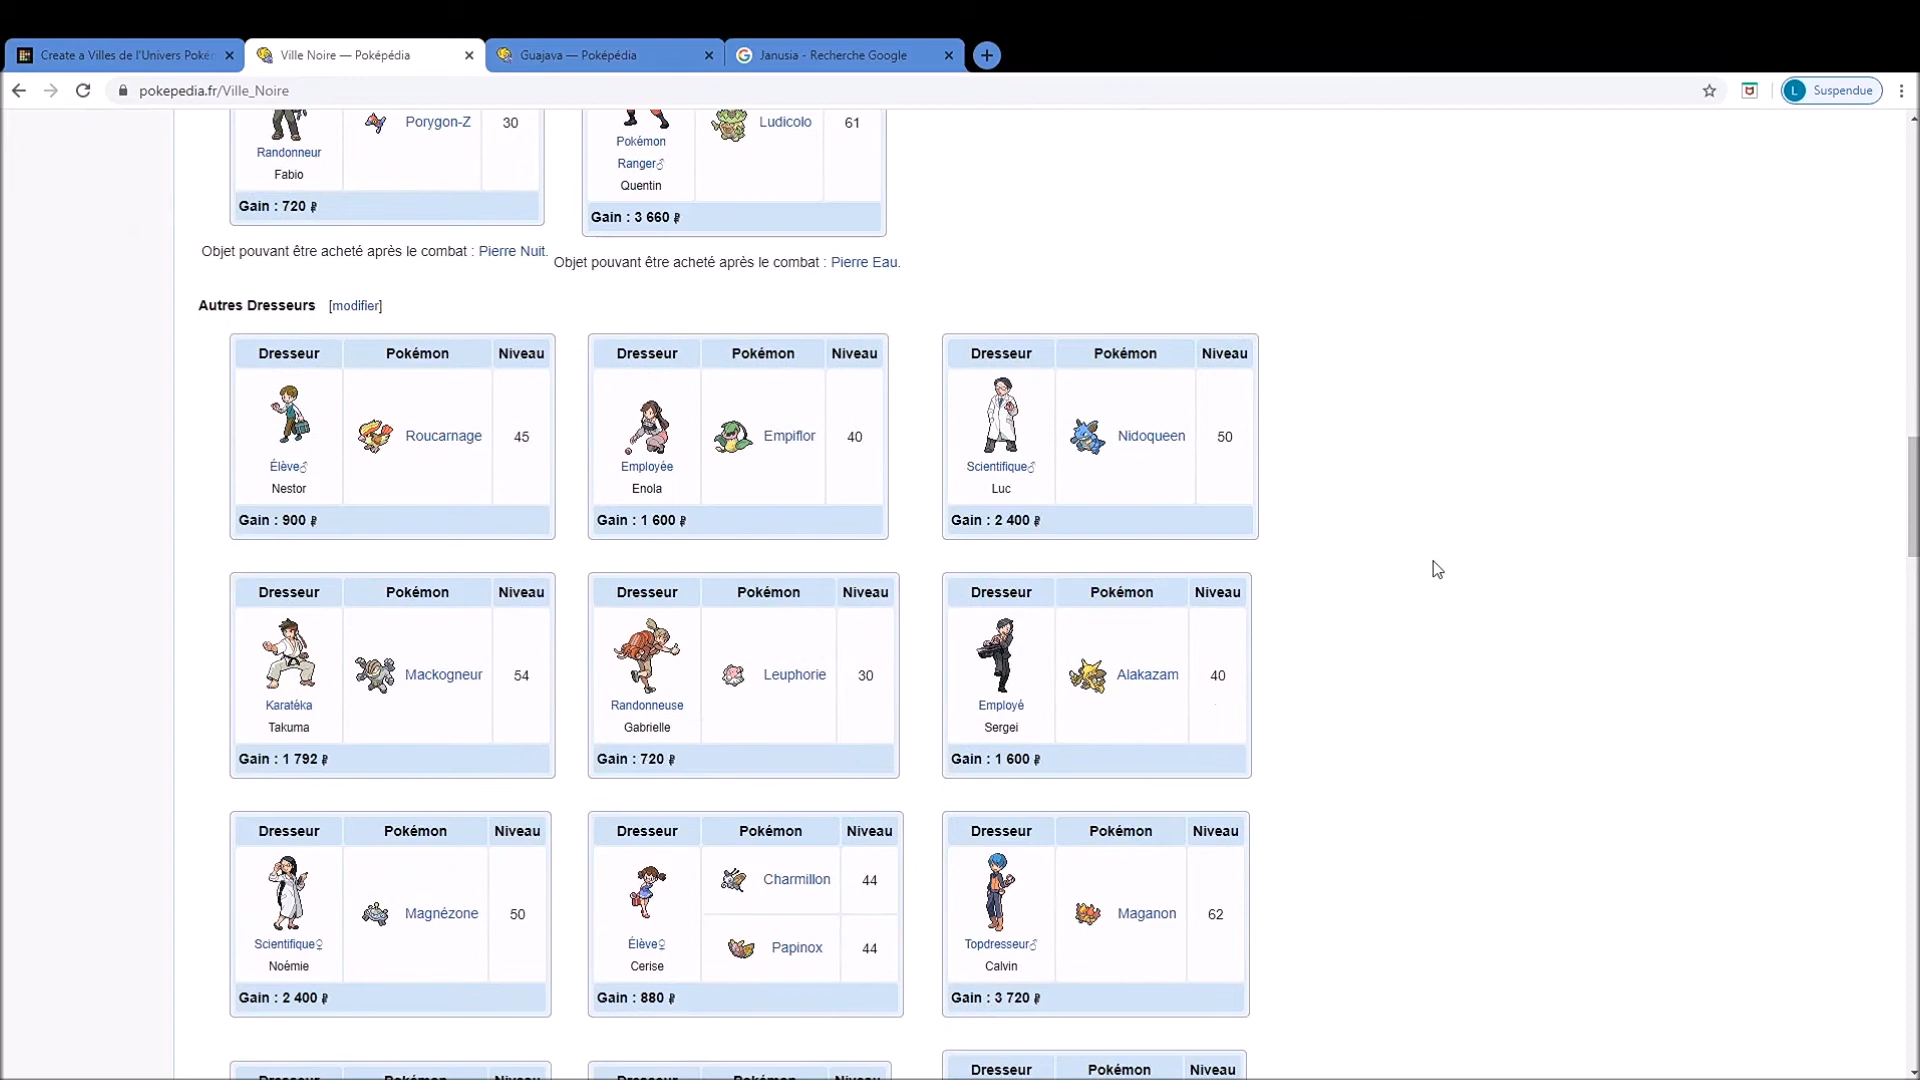 Create a Villes de l'Univers Poké
Ville Noire — Poképédia
Guajava — Poképédia
Janusia - Recherche Google
pokepedia.fr/Ville_Noire
L Suspendue
Randonneur
Fabio
Porygon-Z 30
Gain : 720 ₽
Pokémon
Ranger♂
Quentin
Ludicolo 61
Gain : 3 660 ₽
Objet pouvant être acheté après le combat : Pierre Nuit.
Objet pouvant être acheté après le combat : Pierre Eau.
Autres Dresseurs [modifier]
Dresseur Pokémon Niveau
Élève♂
Nestor
Roucarnage 45
Gain : 900 ₽
Dresseur Pokémon Niveau
Employée
Enola
Empiflor 40
Gain : 1 600 ₽
Dresseur Pokémon Niveau
Scientifique♂
Luc
Nidoqueen 50
Gain : 2 400 ₽
Dresseur Pokémon Niveau
Karatéka
Takuma
Mackogneur 54
Gain : 1 792 ₽
Dresseur Pokémon Niveau
Randonneuse
Gabrielle
Leuphorie 30
Gain : 720 ₽
Dresseur Pokémon Niveau
Employé
Sergei
Alakazam 40
Gain : 1 600 ₽
Dresseur Pokémon Niveau
Scientifique♀
Noémie
Magnézone 50
Gain : 2 400 ₽
Dresseur Pokémon Niveau
Élève♀
Cerise
Charmillon 44
Papinox 44
Gain : 880 ₽
Dresseur Pokémon Niveau
Topdresseur♂
Calvin
Maganon 62
Gain : 3 720 ₽
Dresseur Pokémon Niveau
Dresseur Pokémon Niveau
Dresseur Pokémon Niveau